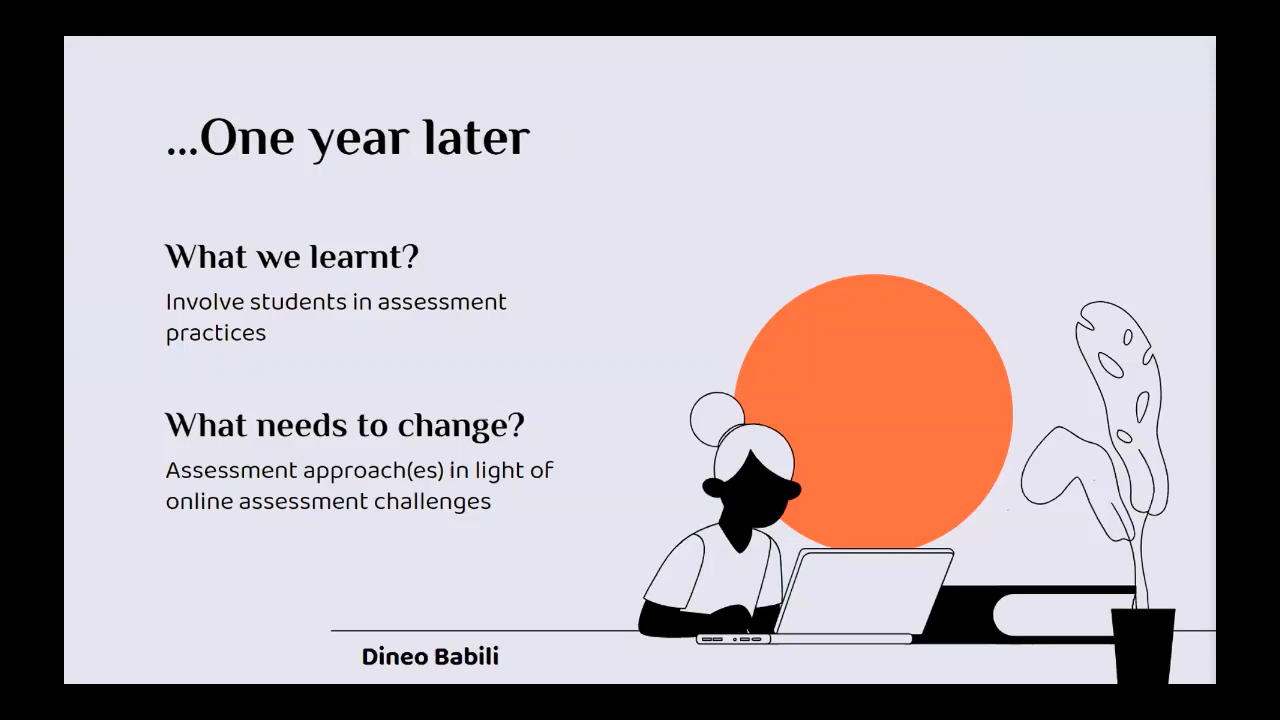 ...One year later
What we learnt?
Involve students in assessment
practices
What needs to change?
Assessment approach(es) in light of
online assessment challenges
Dineo Babili